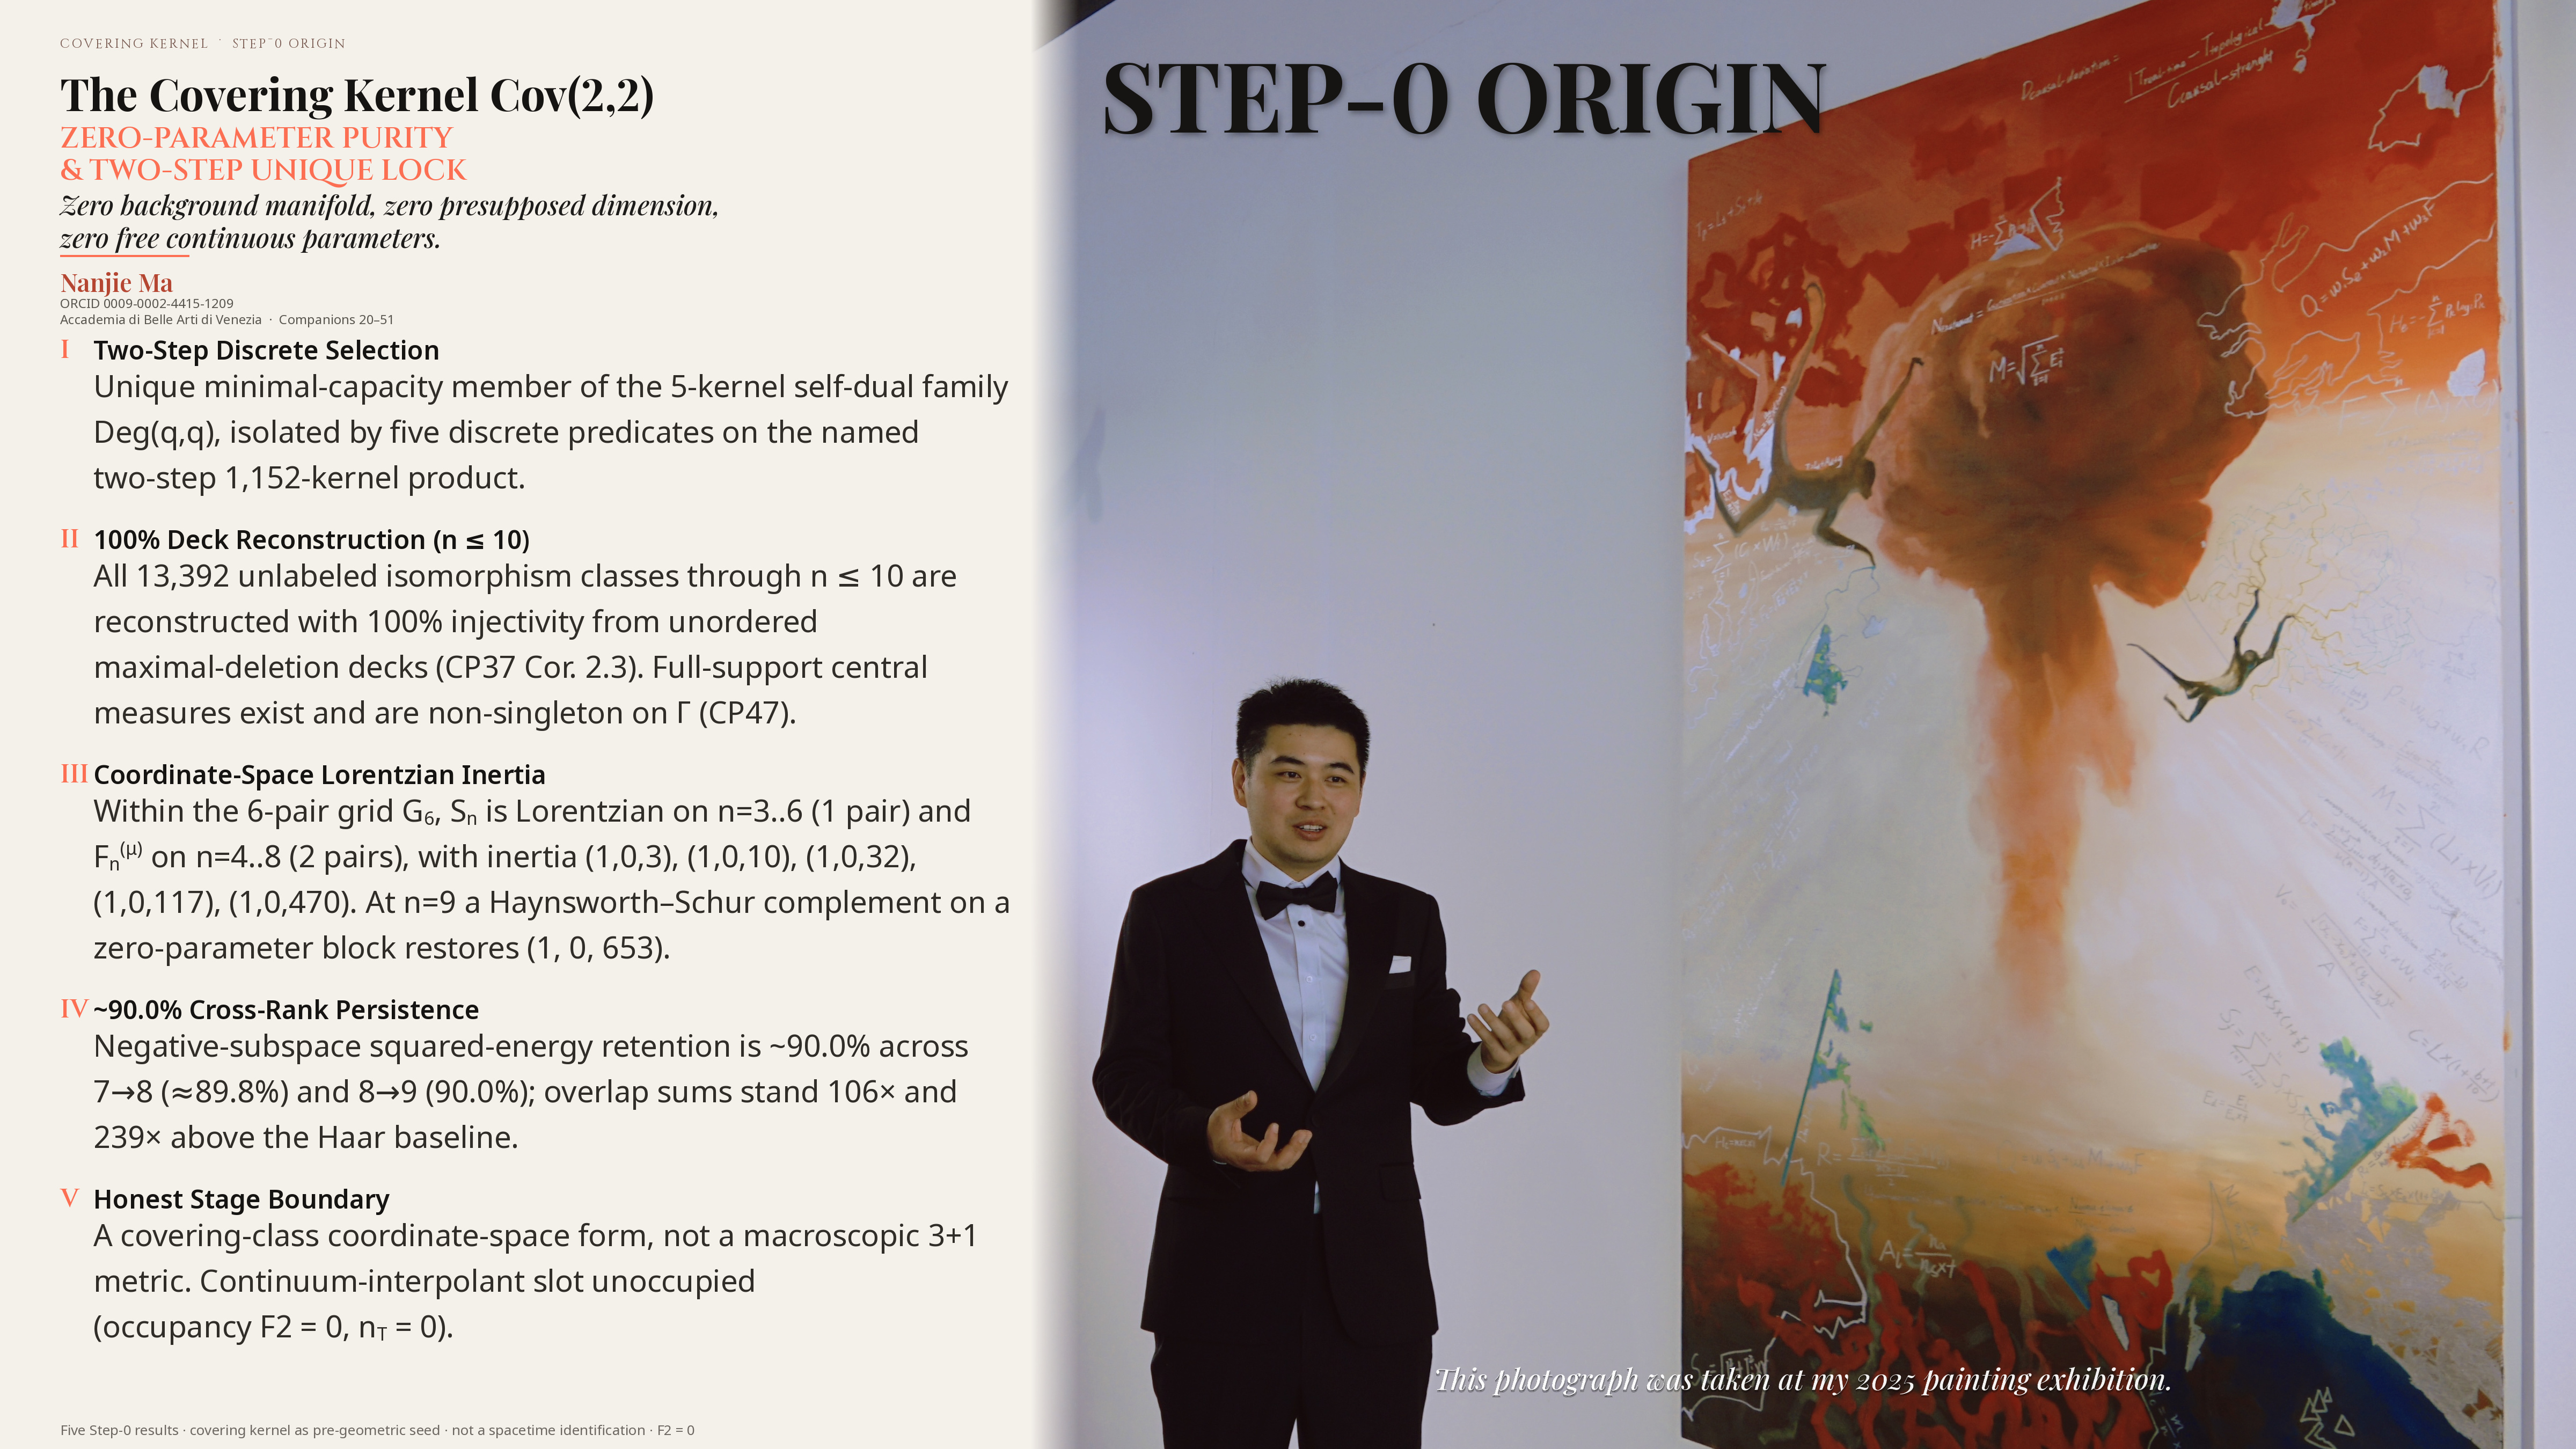 COVERING KERNEL · STEP‑0 ORIGIN
The Covering Kernel Cov(2,2)
ZERO-PARAMETER PURITY
& TWO-STEP UNIQUE LOCK
Zero background manifold, zero presupposed dimension,
zero free continuous parameters.
Nanjie Ma
ORCID 0009-0002-4415-1209
Accademia di Belle Arti di Venezia · Companions 20–51
I Two-Step Discrete Selection
Unique minimal-capacity member of the 5-kernel self-dual family
Deg(q,q), isolated by five discrete predicates on the named
two-step 1,152-kernel product.
II 100% Deck Reconstruction (n ≤ 10)
All 13,392 unlabeled isomorphism classes through n ≤ 10 are
reconstructed with 100% injectivity from unordered
maximal-deletion decks (CP37 Cor. 2.3). Full-support central
measures exist and are non-singleton on Γ (CP47).
III Coordinate-Space Lorentzian Inertia
Within the 6-pair grid G₆, Sₙ is Lorentzian on n=3..6 (1 pair) and
Fₙ⁽µ⁾ on n=4..8 (2 pairs), with inertia (1,0,3), (1,0,10), (1,0,32),
(1,0,117), (1,0,470). At n=9 a Haynsworth–Schur complement on a
zero-parameter block restores (1, 0, 653).
IV ~90.0% Cross-Rank Persistence
Negative-subspace squared-energy retention is ~90.0% across
7→8 (≈89.8%) and 8→9 (90.0%); overlap sums stand 106× and
239× above the Haar baseline.
V Honest Stage Boundary
A covering-class coordinate-space form, not a macroscopic 3+1
metric. Continuum-interpolant slot unoccupied
(occupancy F2 = 0, n_T = 0).
Five Step-0 results · covering kernel as pre-geometric seed · not a spacetime identification · F2 = 0
STEP-0 ORIGIN
This photograph was taken at my 2025 painting exhibition.